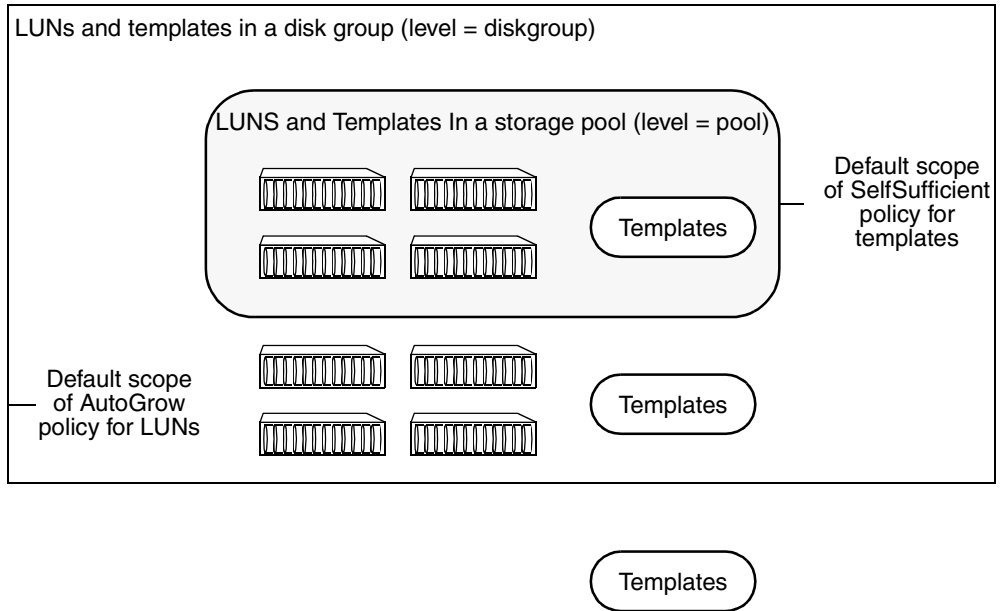 LUNs and templates in a disk group (level = diskgroup)
LUNS and Templates In a storage pool (level = pool)
Default scope
of SelfSufficient
policy for
templates
Templates
Default scope
of AutoGrow
policy for LUNs
Templates
Templates